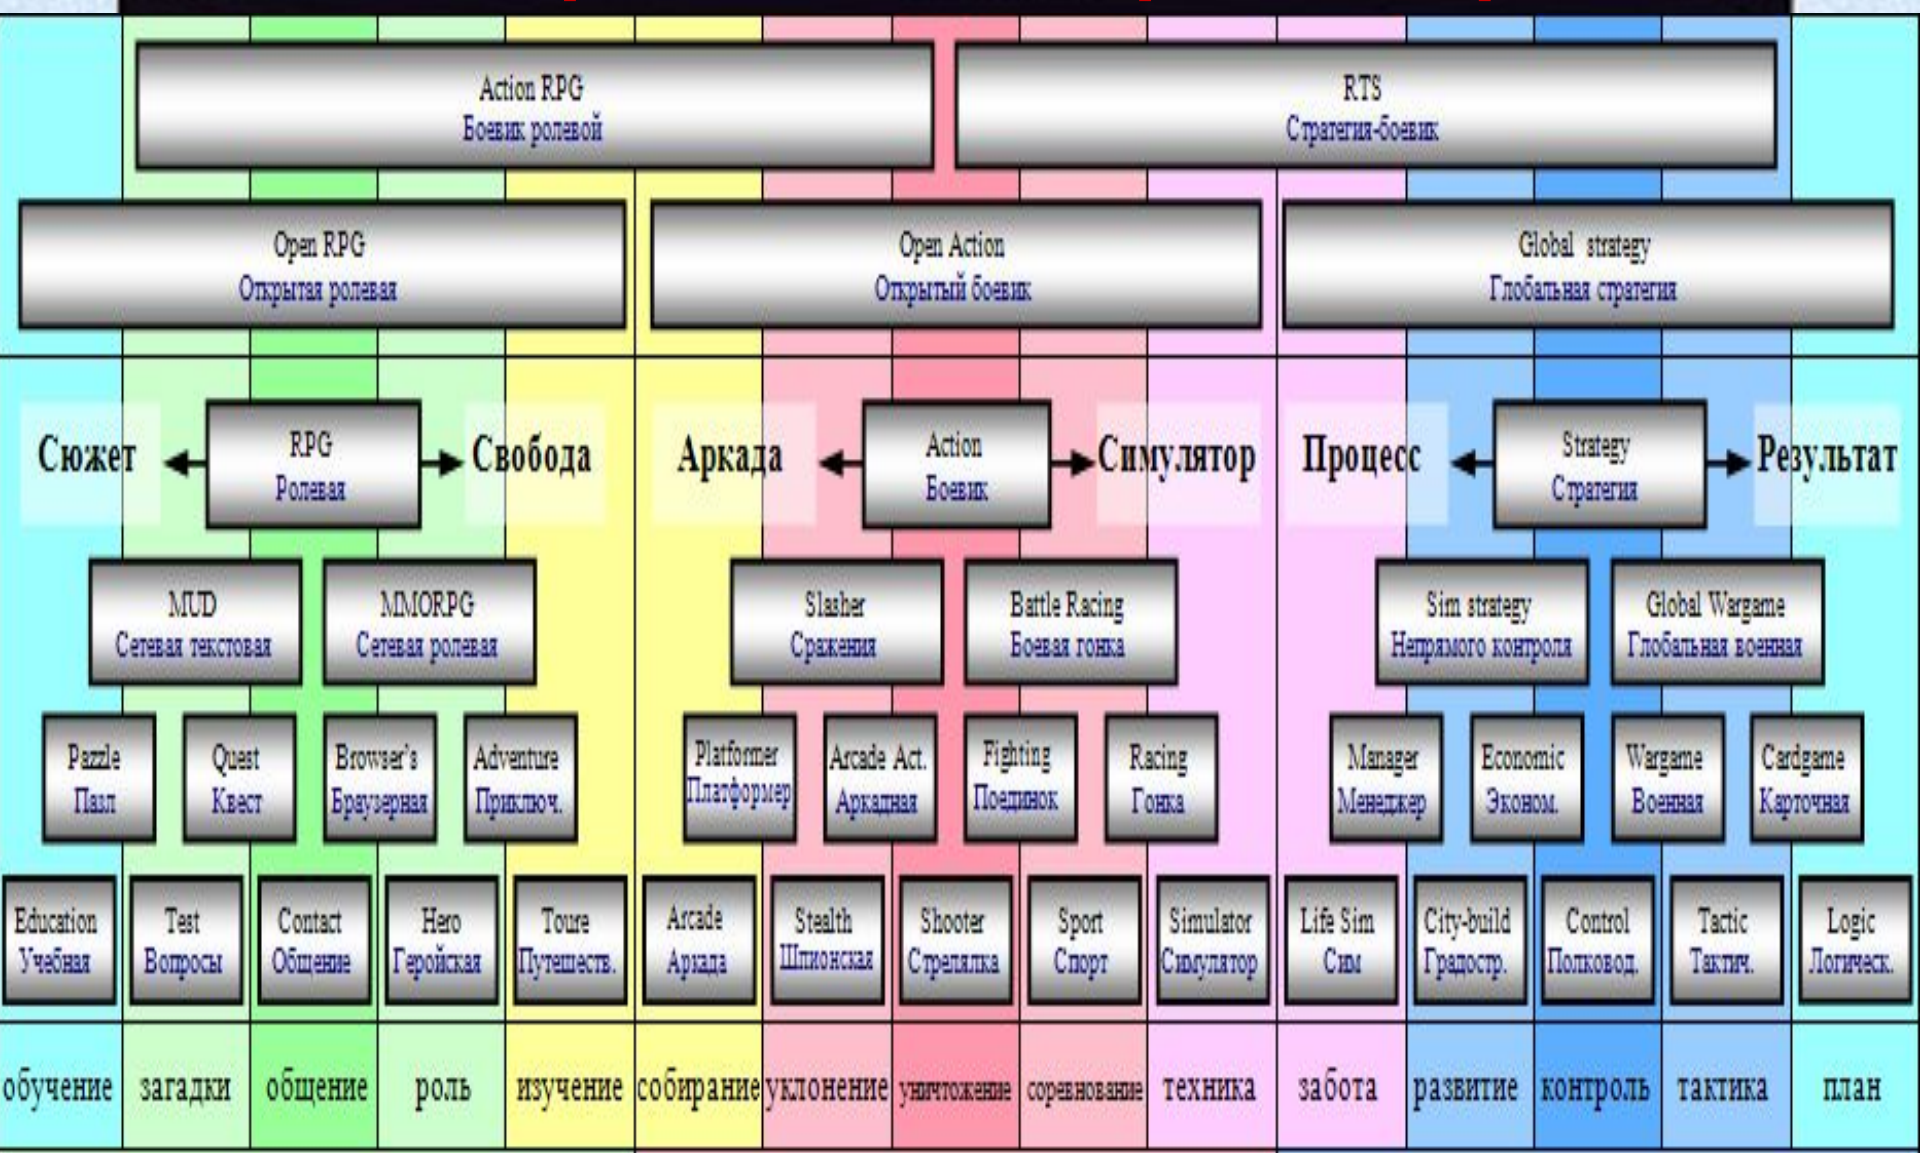 Action RPG
Боевик ролевой
RTS
Стратегия-боевик
Open RPG
Открытая ролевая
Open Action
Открытый боевик
Global strategy
Глобальная стратегия
Сюжет
RPG
Ролевая
Свобода
Аркада
Action
Боевик
Симулятор
Процесс
Strategy
Стратегия
Результат
MUD
Сетевая текстовая
MMORPG
Сетевая ролевая
Slasher
Сражения
Battle Racing
Боевая гонка
Sim strategy
Непрямого контроля
Global Wargame
Глобальная военная
Pazzle
Пазл
Quest
Квест
Browser's
Браузерная
Adventure
Приключ.
Platformer
Платформер
Arcade Act.
Аркадная
Fighting
Поединок
Racing
Гонка
Manager
Менеджер
Economic
Эконом.
Wargame
Военная
Cardgame
Карточная
Education
Учебная
Test
Вопросы
Contact
Общение
Hero
Геройская
Toure
Путешеств.
Arcade
Аркада
Stealth
Шпионская
Shooter
Стрелялка
Sport
Спорт
Simulator
Симулятор
Life Sim
Сим
City-build
Градостр.
Control
Полковод.
Tactic
Тактич.
Logic
Логическ.
обучение
загадки
общение
роль
изучение
собирание
уклонение
уничтожение
соревнование
техника
забота
развитие
контроль
тактика
план